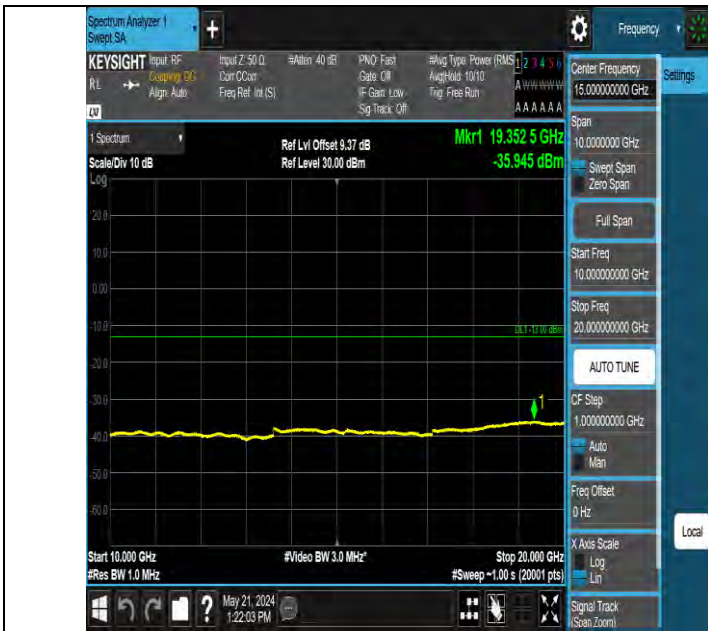 Spectrum Analyzer 1
Swept SA
+
Frequency
KEYSIGHT
RL
Input: RF
Coupling: DC
Align: Auto
Input Z: 50 Ω
Corr CCorr
Freq Ref: Int (S)
#Atten: 40 dB
PNO: Fast
Gate: Off
IF Gain: Low
Sig Track: Off
#Avg Type: Power (RMS
Avg|Hold: 10/10
Trig: Free Run
1 2 3 4 5 6
A W W W W W
A A A A A A
1 Spectrum
Scale/Div 10 dB
Log
Ref Lvl Offset 9.37 dB
Ref Level 30.00 dBm
Mkr1 19.352 5 GHz
-35.945 dBm
20.0
10.0
0.00
-10.0
DL1 -13.00 dBm
-20.0
-30.0
1
-40.0
-50.0
-60.0
Start 10.000 GHz
#Res BW 1.0 MHz
#Video BW 3.0 MHz*
Stop 20.000 GHz
#Sweep ~1.00 s (20001 pts)
Center Frequency
15.00000000 GHz
Settings
Span
10.0000000 GHz
Swept Span
Zero Span
Full Span
Start Freq
10.000000000 GHz
Stop Freq
20.000000000 GHz
AUTO TUNE
CF Step
1.000000000 GHz
Auto
Man
Freq Offset
0 Hz
X Axis Scale
Log
Lin
Local
Signal Track
(Span Zoom)
?
May 21, 2024
1:22:03 PM